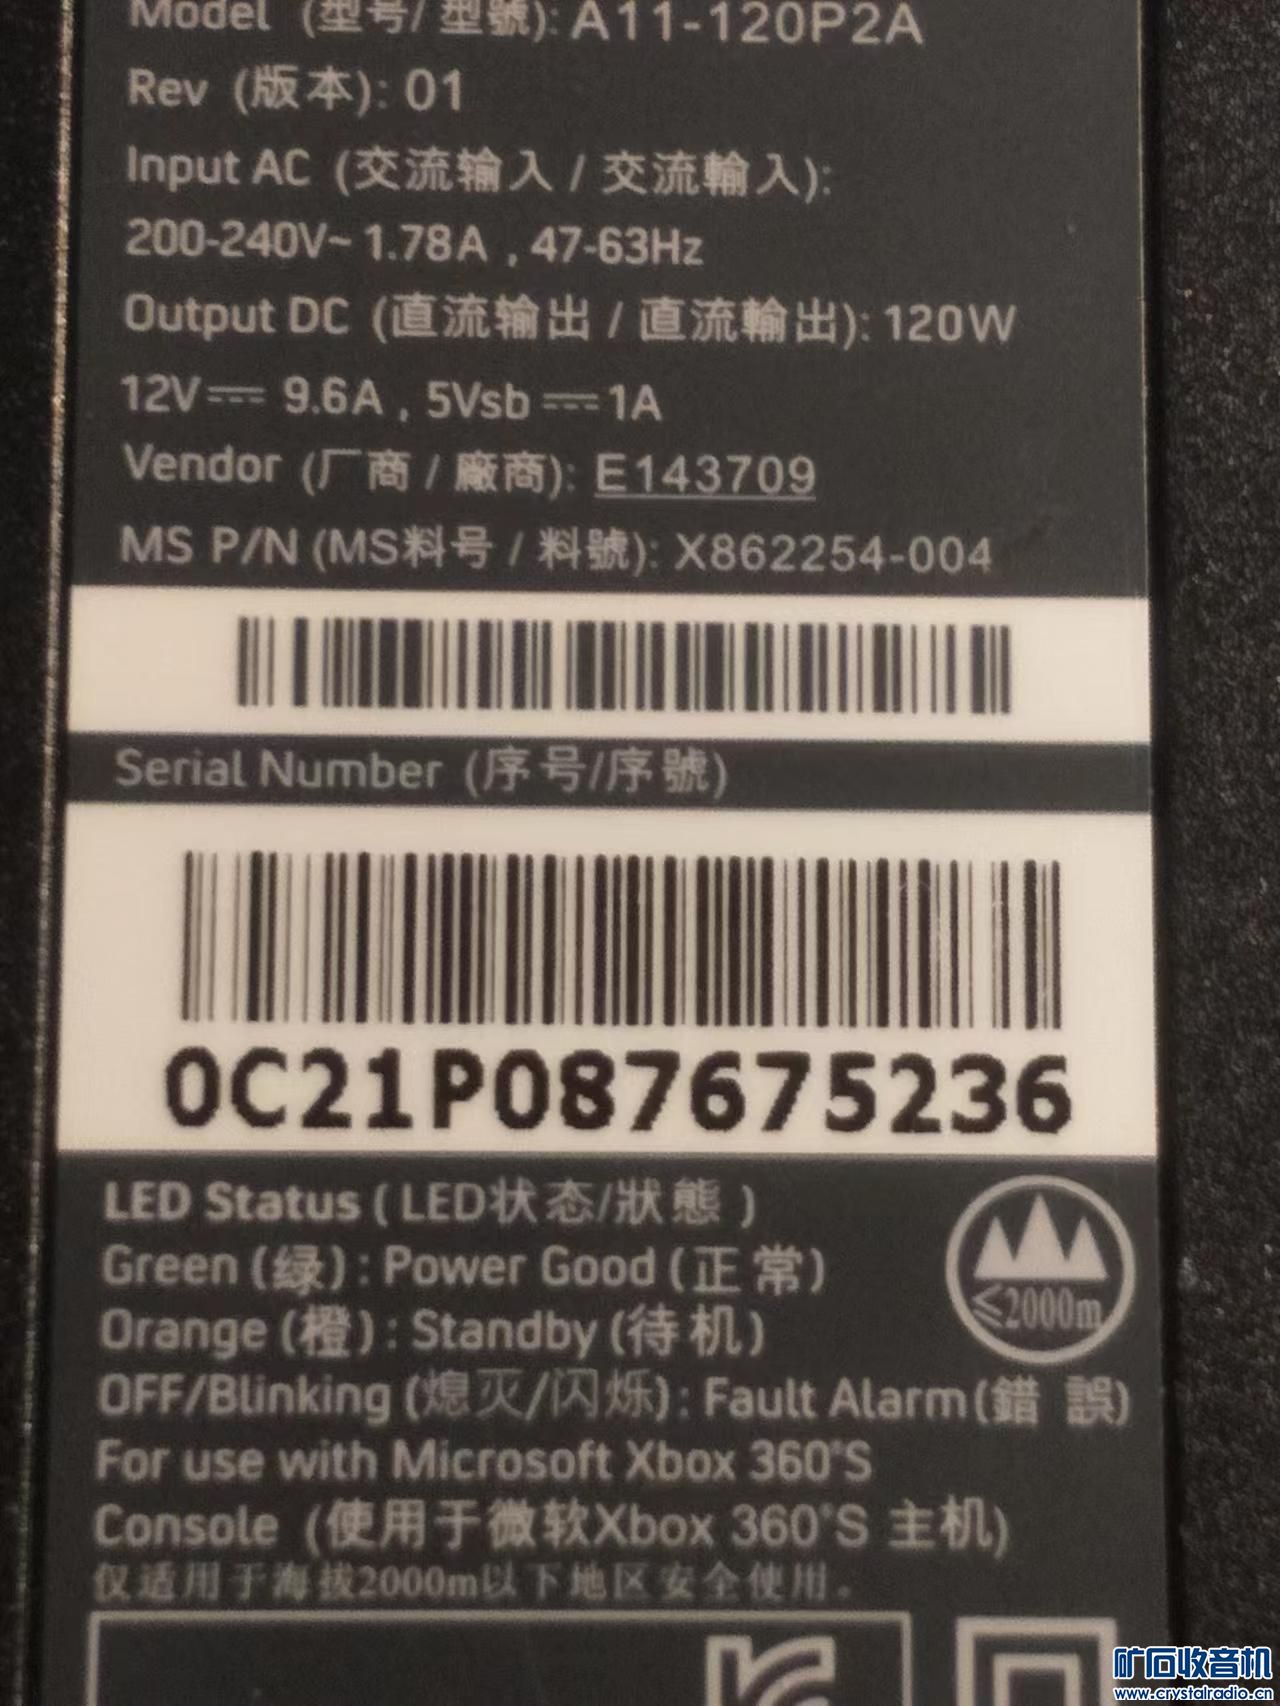 Model (型号/型號): A11-120P2A
Rev (版本): 01
Input AC (交流输入 / 交流輸入):
200-240V~ 1.78A , 47-63Hz
Output DC (直流输出 / 直流輸出): 120W
12V⎓ 9.6A , 5Vsb ⎓1A
Vendor (厂商 / 廠商): E143709
MS P/N (MS料号 / 料號): X862254-004
Serial Number (序号/序號)
0C21P087675236
LED Status ( LED状态/狀態 )
Green (绿) : Power Good (正常)
Orange (橙) : Standby (待机)
OFF/Blinking (熄灭/闪烁) : Fault Alarm (錯 誤)
≤2000m
For use with Microsoft Xbox 360°S
Console (使用于微软Xbox 360°S 主机)
仅适用于海拔2000m以下地区安全使用。
矿石收音机
www.crystalradio.cn